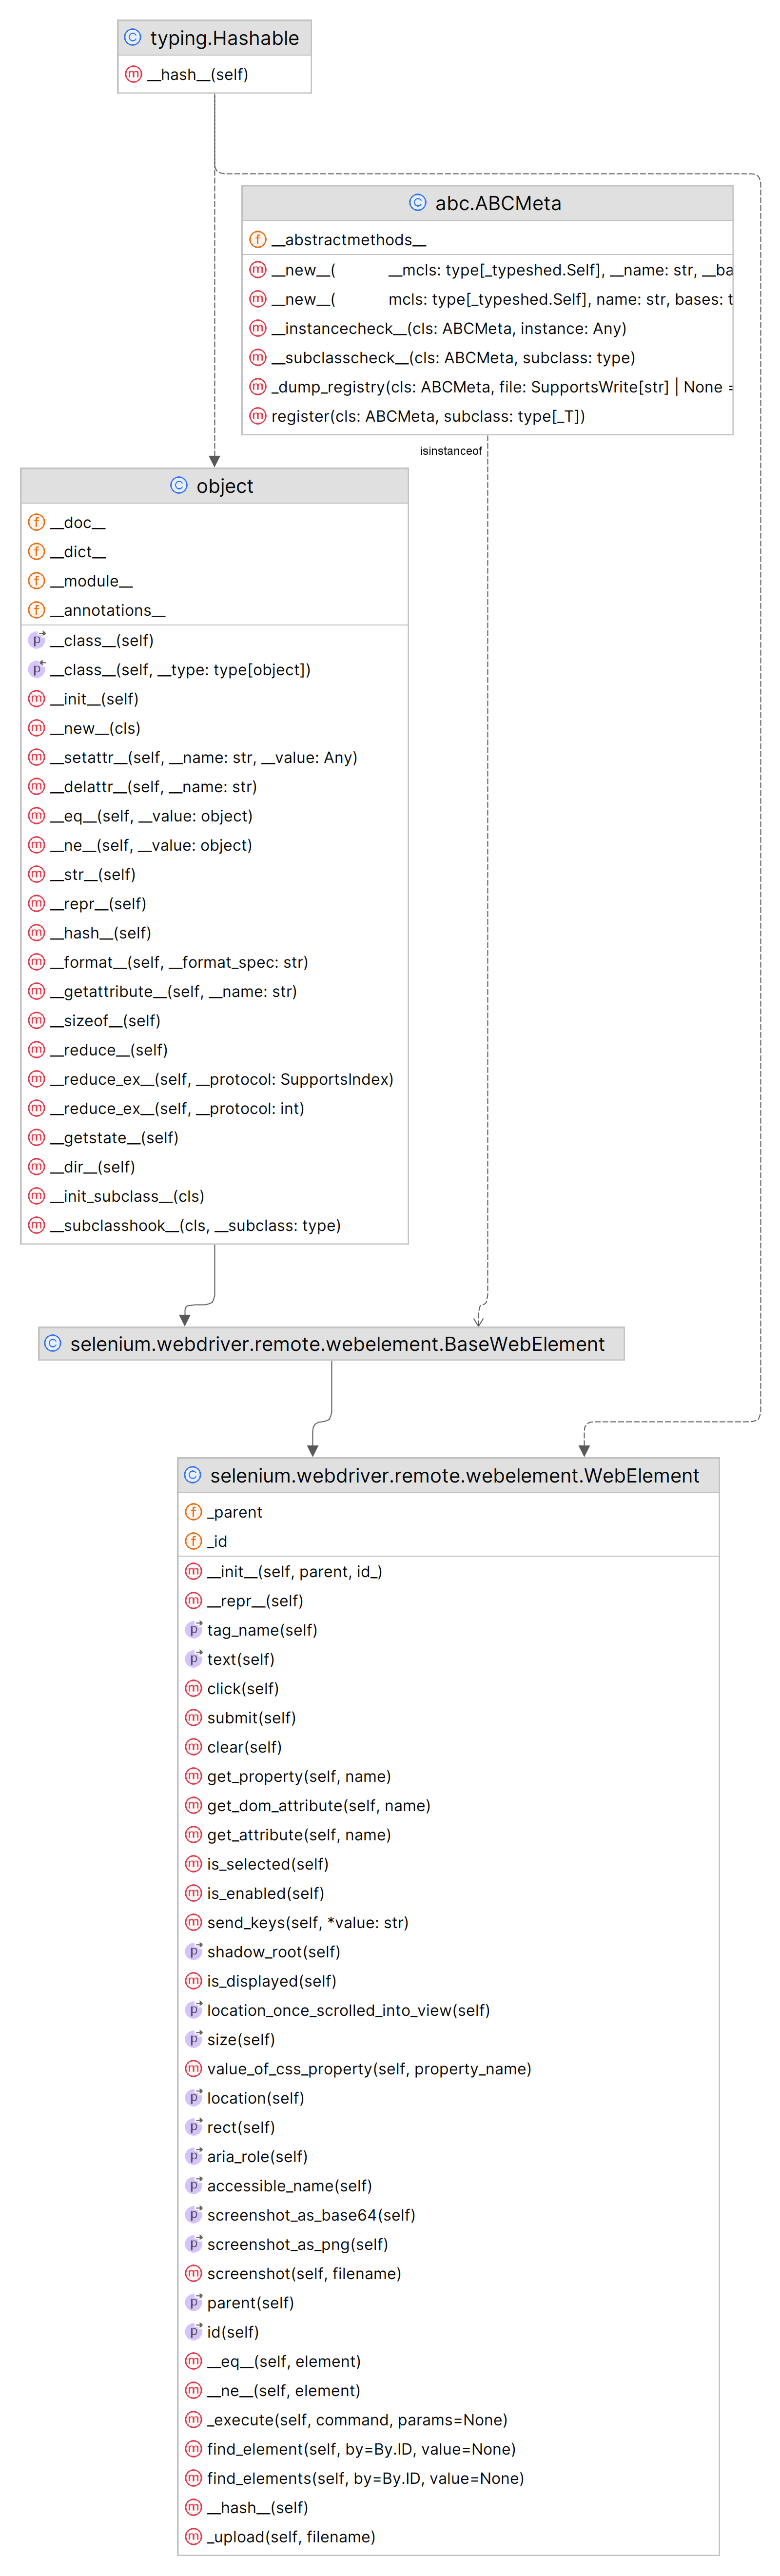 typing.Hashable
__hash__(self)
abc.ABCMeta
__abstractmethods__
__new__( __mcls: type[_typeshed.Self], __name: str, __ba
__new__( mcls: type[_typeshed.Self], name: str, bases: t
__instancecheck__(cls: ABCMeta, instance: Any)
__subclasscheck__(cls: ABCMeta, subclass: type)
_dump_registry(cls: ABCMeta, file: SupportsWrite[str] | None =
register(cls: ABCMeta, subclass: type[_T])
isinstanceof
object
__doc__
__dict__
__module__
__annotations__
__class__(self)
__class__(self, __type: type[object])
__init__(self)
__new__(cls)
__setattr__(self, __name: str, __value: Any)
__delattr__(self, __name: str)
__eq__(self, __value: object)
__ne__(self, __value: object)
__str__(self)
__repr__(self)
__hash__(self)
__format__(self, __format_spec: str)
__getattribute__(self, __name: str)
__sizeof__(self)
__reduce__(self)
__reduce_ex__(self, __protocol: SupportsIndex)
__reduce_ex__(self, __protocol: int)
__getstate__(self)
__dir__(self)
__init_subclass__(cls)
__subclasshook__(cls, __subclass: type)
selenium.webdriver.remote.webelement.BaseWebElement
selenium.webdriver.remote.webelement.WebElement
_parent
_id
__init__(self, parent, id_)
__repr__(self)
tag_name(self)
text(self)
click(self)
submit(self)
clear(self)
get_property(self, name)
get_dom_attribute(self, name)
get_attribute(self, name)
is_selected(self)
is_enabled(self)
send_keys(self, *value: str)
shadow_root(self)
is_displayed(self)
location_once_scrolled_into_view(self)
size(self)
value_of_css_property(self, property_name)
location(self)
rect(self)
aria_role(self)
accessible_name(self)
screenshot_as_base64(self)
screenshot_as_png(self)
screenshot(self, filename)
parent(self)
id(self)
__eq__(self, element)
__ne__(self, element)
_execute(self, command, params=None)
find_element(self, by=By.ID, value=None)
find_elements(self, by=By.ID, value=None)
__hash__(self)
_upload(self, filename)